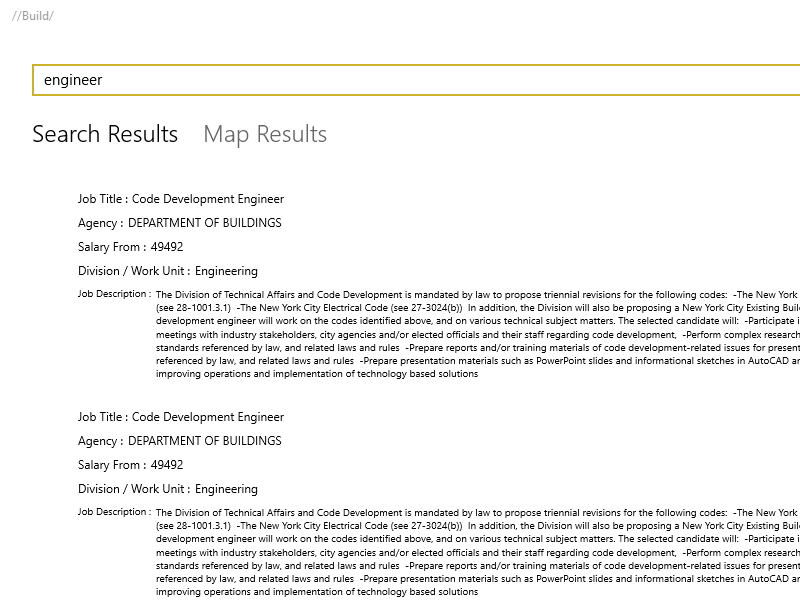 //Build/
engineer
Search Results Map Results
Job Title : Code Development Engineer
Agency : DEPARTMENT OF BUILDINGS
Salary From : 49492
Division / Work Unit : Engineering
Job Description : The Division of Technical Affairs and Code Development is mandated by law to propose triennial revisions for the following codes: -The New York
(see 28-1001.3.1) -The New York City Electrical Code (see 27-3024(b)) In addition, the Division will also be proposing a New York City Existing Buil
development engineer will work on the codes identified above, and on various technical subject matters. The selected candidate will: -Participate i
meetings with industry stakeholders, city agencies and/or elected officials and their staff regarding code development, -Perform complex research
standards referenced by law, and related laws and rules -Prepare reports and/or training materials of code development-related issues for present
referenced by law, and related laws and rules -Prepare presentation materials such as PowerPoint slides and informational sketches in AutoCAD an
improving operations and implementation of technology based solutions
Job Title : Code Development Engineer
Agency : DEPARTMENT OF BUILDINGS
Salary From : 49492
Division / Work Unit : Engineering
Job Description : The Division of Technical Affairs and Code Development is mandated by law to propose triennial revisions for the following codes: -The New York
(see 28-1001.3.1) -The New York City Electrical Code (see 27-3024(b)) In addition, the Division will also be proposing a New York City Existing Buil
development engineer will work on the codes identified above, and on various technical subject matters. The selected candidate will: -Participate i
meetings with industry stakeholders, city agencies and/or elected officials and their staff regarding code development, -Perform complex research
standards referenced by law, and related laws and rules -Prepare reports and/or training materials of code development-related issues for present
referenced by law, and related laws and rules -Prepare presentation materials such as PowerPoint slides and informational sketches in AutoCAD an
improving operations and implementation of technology based solutions